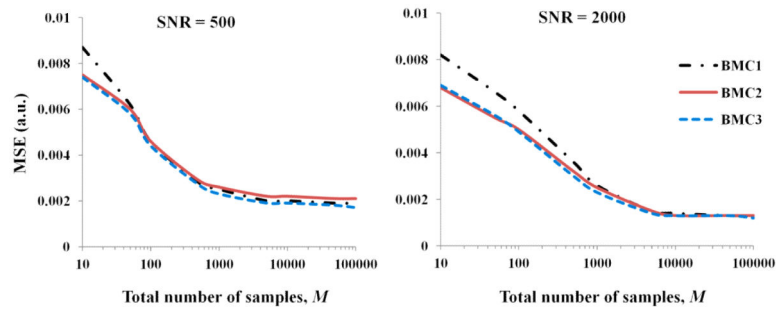 SNR = 500
0.01
0.008
0.006
0.004
0.002
0
MSE (a.u.)
10
100
1000
10000
100000
Total number of samples, M
SNR = 2000
0.01
0.008
0.006
0.004
0.002
0
10
100
1000
10000
100000
Total number of samples, M
BMC1
BMC2
BMC3